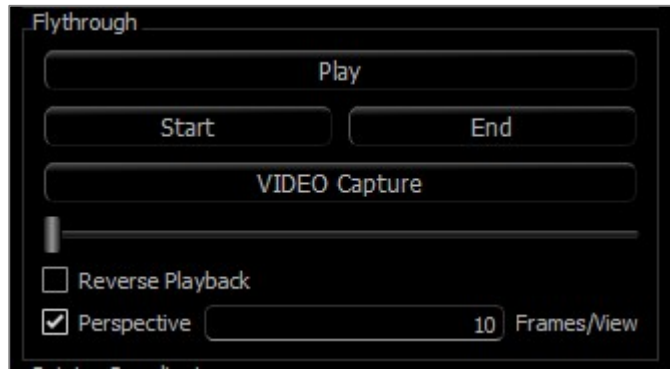 Flythrough
Play
Start End
VIDEO Capture
Reverse Playback
Perspective 10 Frames/View